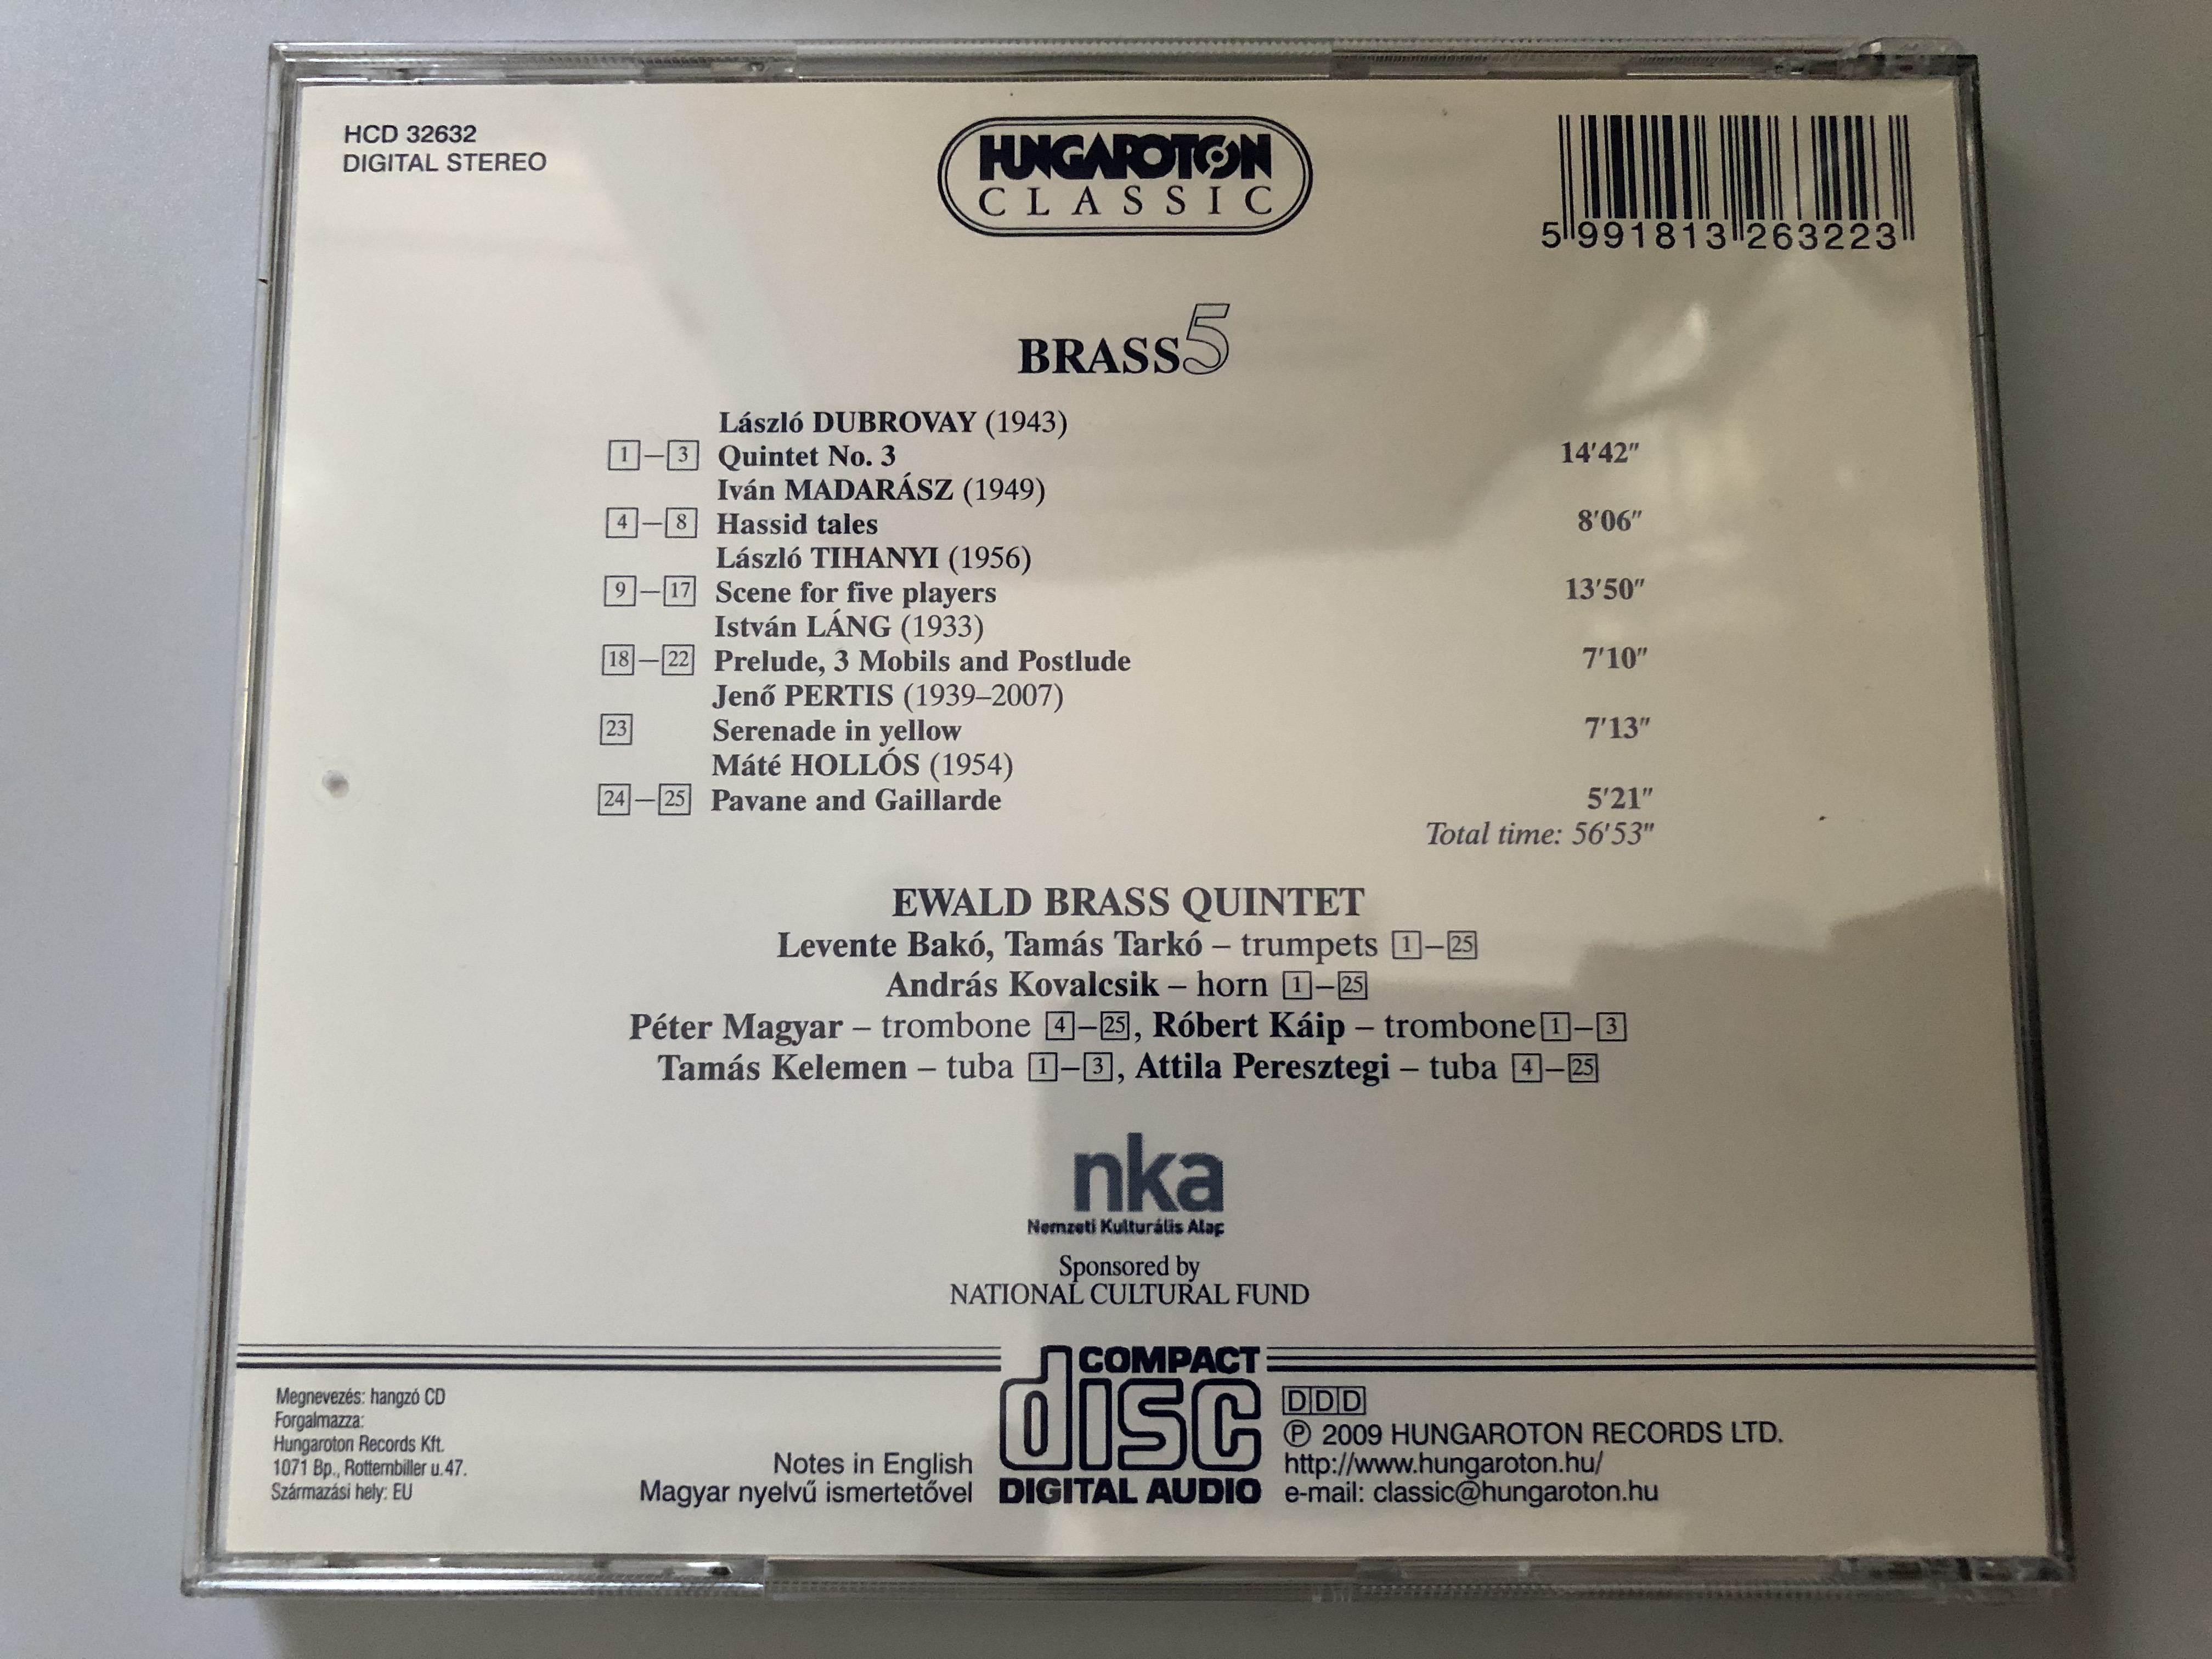 HCD 32632
DIGITAL STEREO
HUNGAROTON
CLASSIC
5 991813 263223
BRASS5
László DUBROVAY (1943)
1–3 Quintet No. 3 14'42"
Iván MADARÁSZ (1949)
4–8 Hassid tales 8'06"
László TIHANYI (1956)
9–17 Scene for five players 13'50"
István LÁNG (1933)
18–22 Prelude, 3 Mobils and Postlude 7'10"
Jenő PERTIS (1939–2007)
23 Serenade in yellow 7'13"
Máté HOLLÓS (1954)
24–25 Pavane and Gaillarde 5'21"
Total time: 56'53"
EWALD BRASS QUINTET
Levente Bakó, Tamás Tarkó – trumpets 1–25
András Kovalcsik – horn 1–25
Péter Magyar – trombone 4–25, Róbert Káip – trombone 1–3
Tamás Kelemen – tuba 1–3, Attila Peresztegi – tuba 4–25
nka
Nemzeti Kulturális Alap
Sponsored by
NATIONAL CULTURAL FUND
Megnevezés: hangzó CD
Forgalmazza:
Hungaroton Records Kft.
1071 Bp., Rottembiller u. 47.
Származási hely: EU
Notes in English
Magyar nyelvű ismertetővel
COMPACT
disc
DIGITAL AUDIO
DDD
℗ 2009 HUNGAROTON RECORDS LTD.
http://www.hungaroton.hu/
e-mail: classic@hungaroton.hu